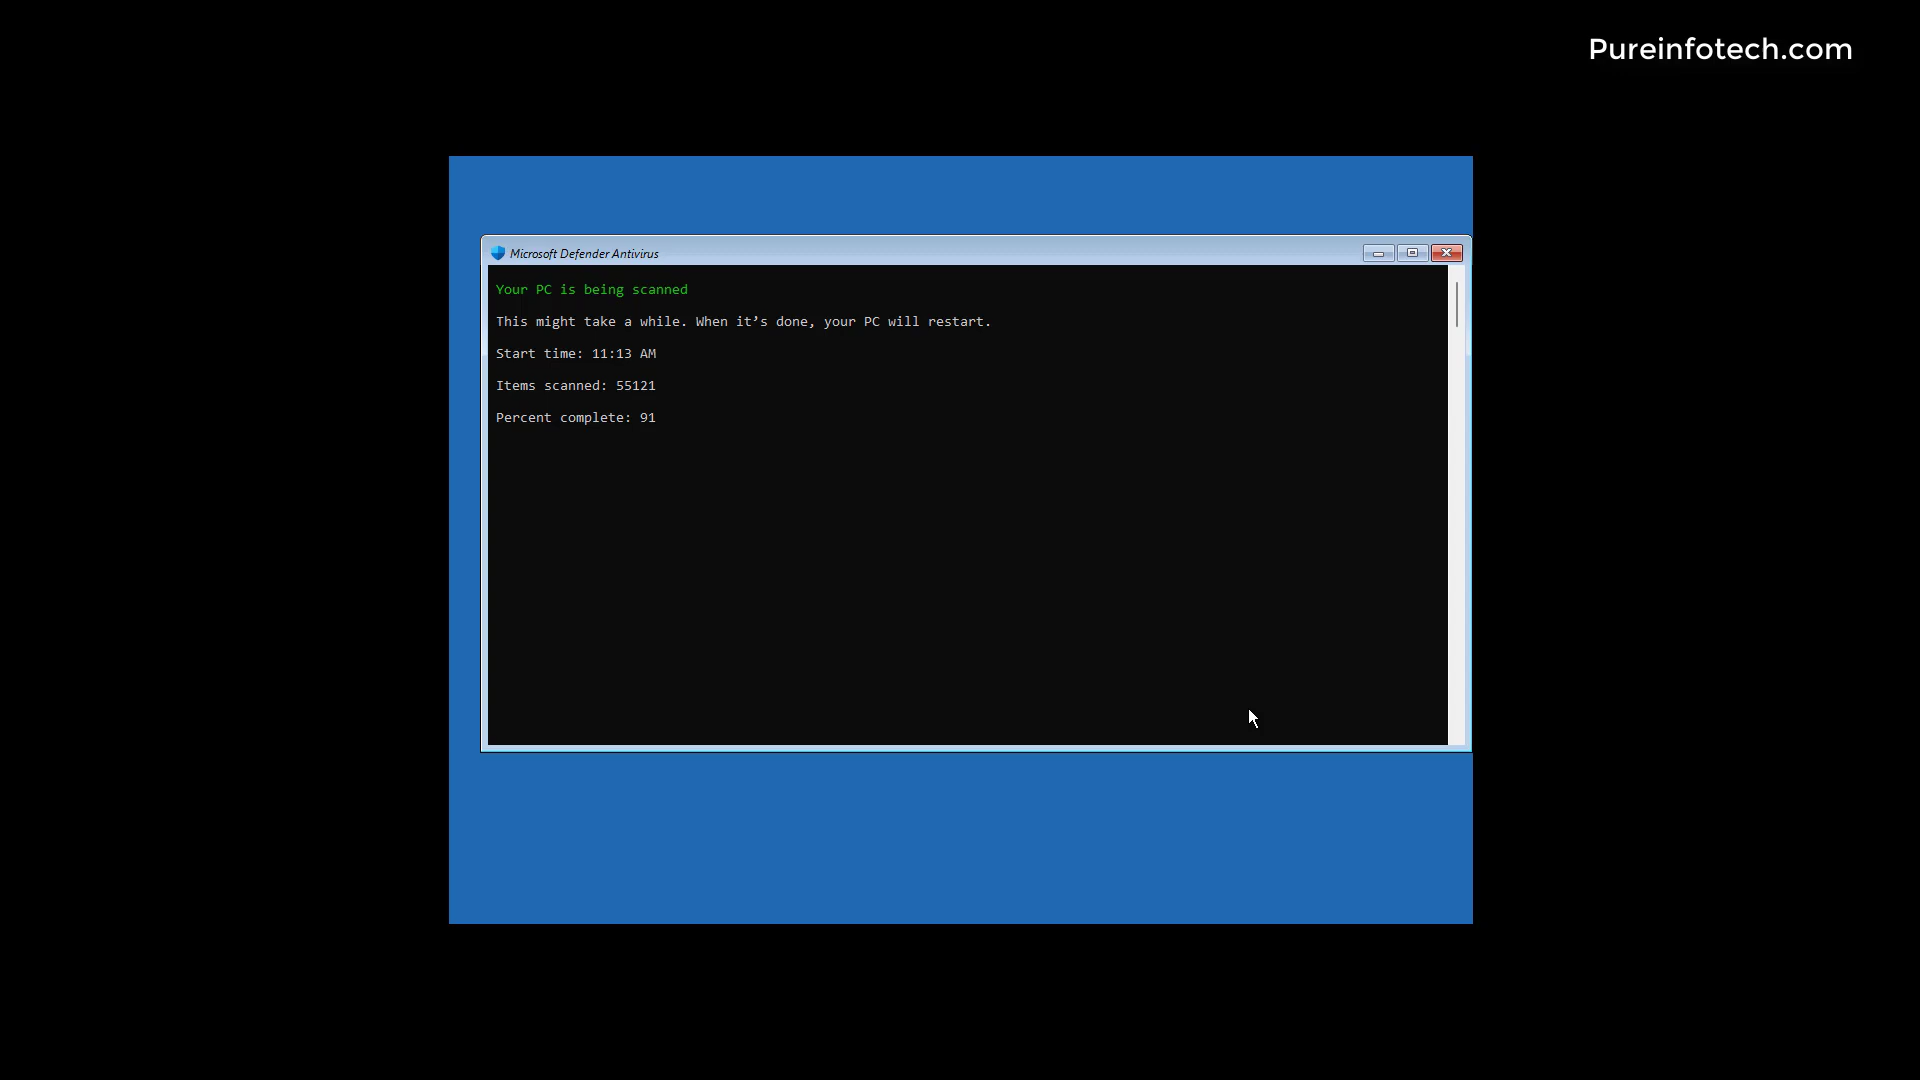 Pureinfotech.com
Microsoft Defender Antivirus
Your PC is being scanned
This might take a while. When it’s done, your PC will restart.
Start time: 11:13 AM
Items scanned: 55121
Percent complete: 91